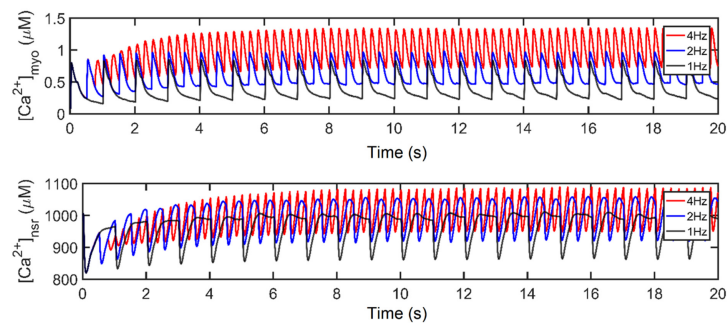 [Ca2+]myo (μM)
1.5
1
0.5
0
4Hz
2Hz
1Hz
0 2 4 6 8 10 12 14 16 18 20
Time (s)
[Ca2+]nsr (μM)
1100
1000
900
800
4Hz
2Hz
1Hz
0 2 4 6 8 10 12 14 16 18 20
Time (s)